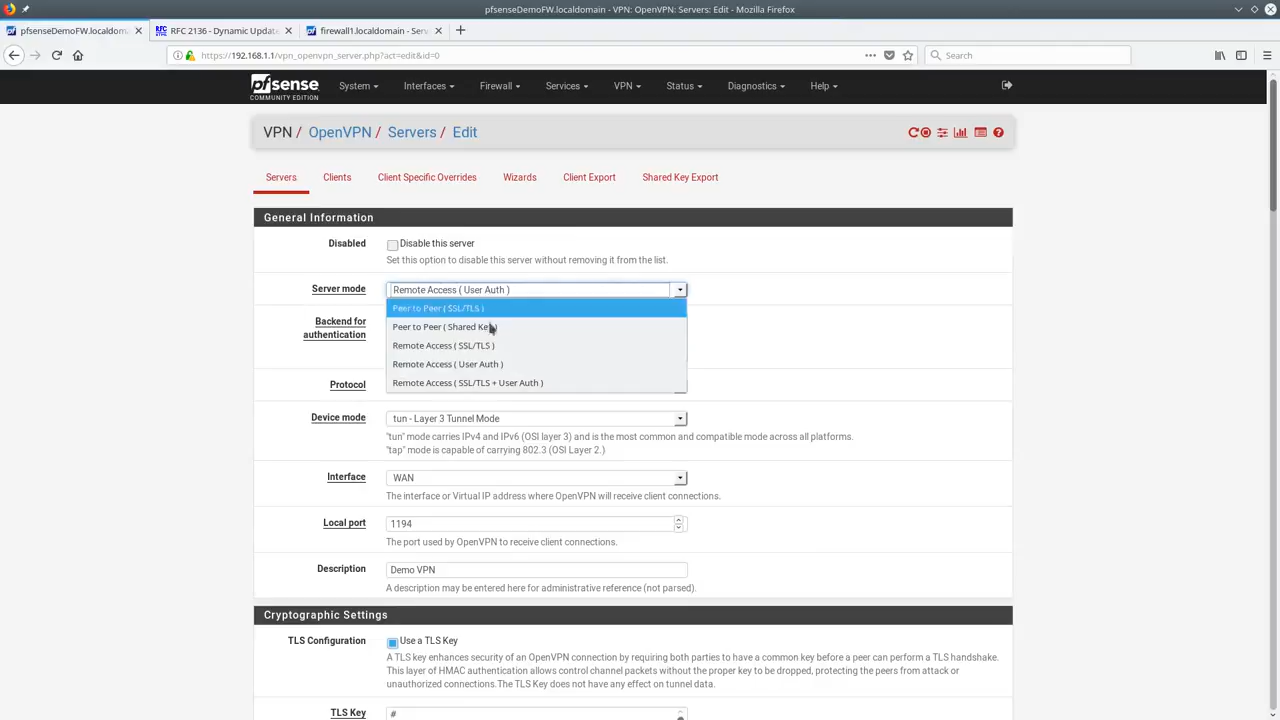 pfsenseDemoFW.localdomain - VPN: OpenVPN: Servers: Edit - Mozilla Firefox
pfsenseDemoFW.localdomain
RFC 2136 - Dynamic Update
firewall1.localdomain - Serv
https://192.168.1.1/vpn_openvpn_server.php?act=edit&id=0
Search
pfsense
COMMUNITY EDITION
System
Interfaces
Firewall
Services
VPN
Status
Diagnostics
Help
VPN / OpenVPN / Servers / Edit
Servers
Clients
Client Specific Overrides
Wizards
Client Export
Shared Key Export
General Information
Disabled
Disable this server
Set this option to disable this server without removing it from the list.
Server mode
Remote Access ( User Auth )
Peer to Peer ( SSL/TLS )
Backend for
authentication
Peer to Peer ( Shared Key )
Remote Access ( SSL/TLS )
Remote Access ( User Auth )
Remote Access ( SSL/TLS + User Auth )
Protocol
Device mode
tun - Layer 3 Tunnel Mode
"tun" mode carries IPv4 and IPv6 (OSI layer 3) and is the most common and compatible mode across all platforms.
"tap" mode is capable of carrying 802.3 (OSI Layer 2.)
Interface
WAN
The interface or Virtual IP address where OpenVPN will receive client connections.
Local port
1194
The port used by OpenVPN to receive client connections.
Description
Demo VPN
A description may be entered here for administrative reference (not parsed).
Cryptographic Settings
TLS Configuration
Use a TLS Key
A TLS key enhances security of an OpenVPN connection by requiring both parties to have a common key before a peer can perform a TLS handshake.
This layer of HMAC authentication allows control channel packets without the proper key to be dropped, protecting the peers from attack or
unauthorized connections.The TLS Key does not have any effect on tunnel data.
TLS Key
#